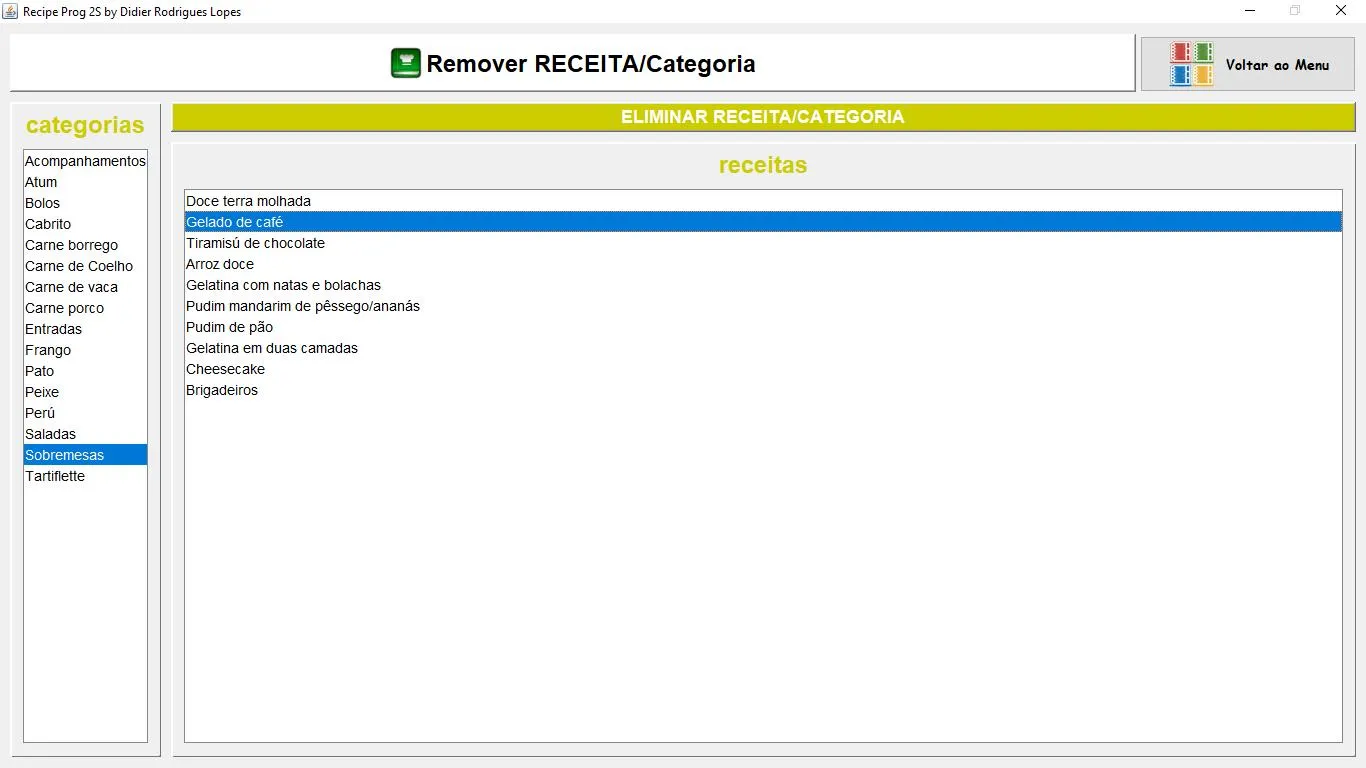 Recipe Prog 2S by Didier Rodrigues Lopes
Remover RECEITA/Categoria
Voltar ao Menu
categorias
Acompanhamentos
Atum
Bolos
Cabrito
Carne borrego
Carne de Coelho
Carne de vaca
Carne porco
Entradas
Frango
Pato
Peixe
Perú
Saladas
Sobremesas
Tartiflette
ELIMINAR RECEITA/CATEGORIA
receitas
Doce terra molhada
Gelado de café
Tiramisú de chocolate
Arroz doce
Gelatina com natas e bolachas
Pudim mandarim de pêssego/ananás
Pudim de pão
Gelatina em duas camadas
Cheesecake
Brigadeiros